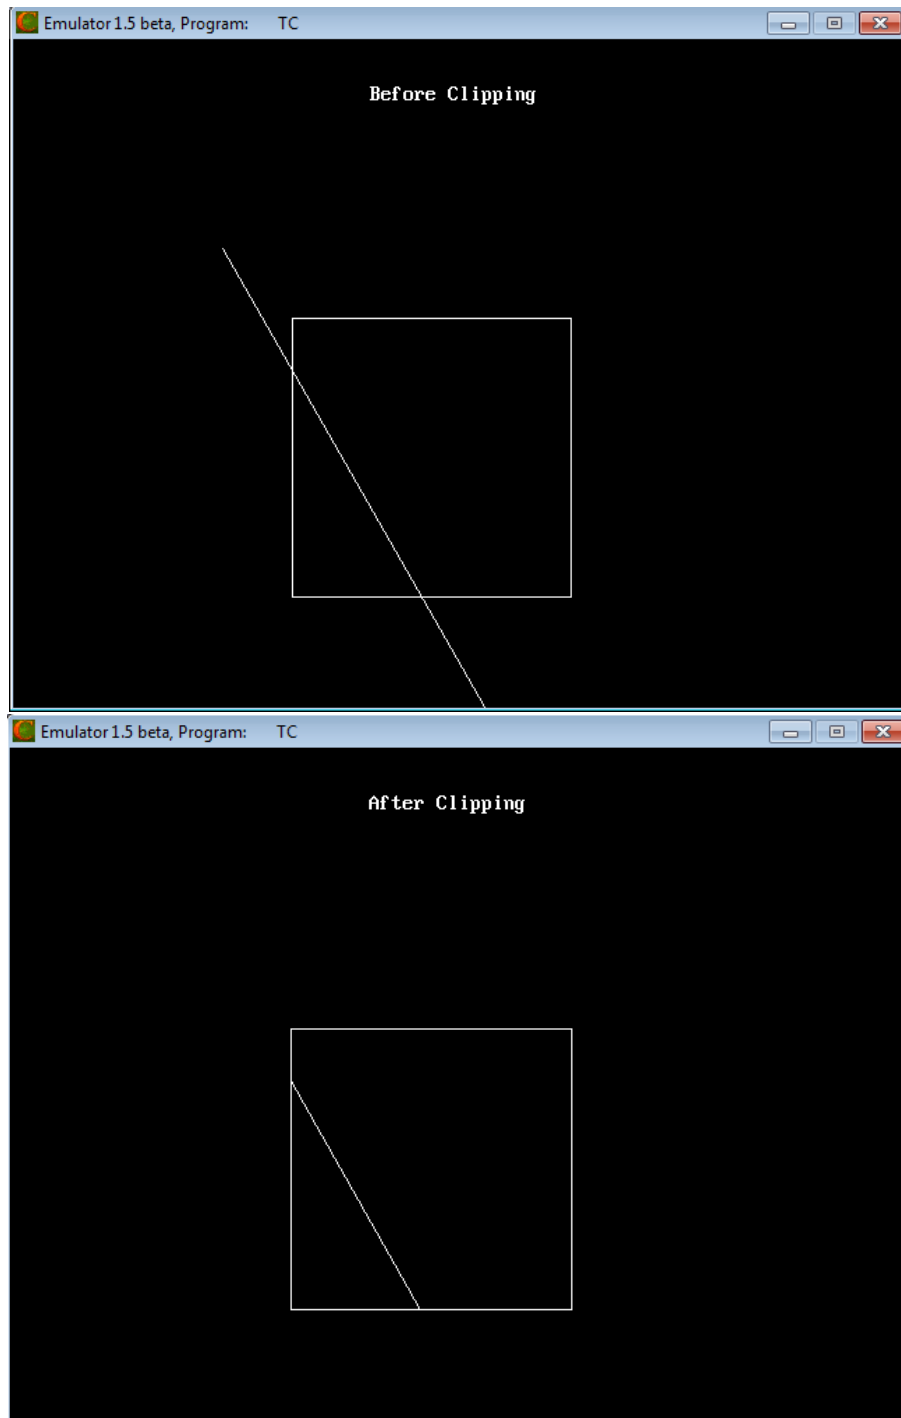 Emulator 1.5 beta, Program: TC
Before Clipping
Emulator 1.5 beta, Program: TC
After Clipping